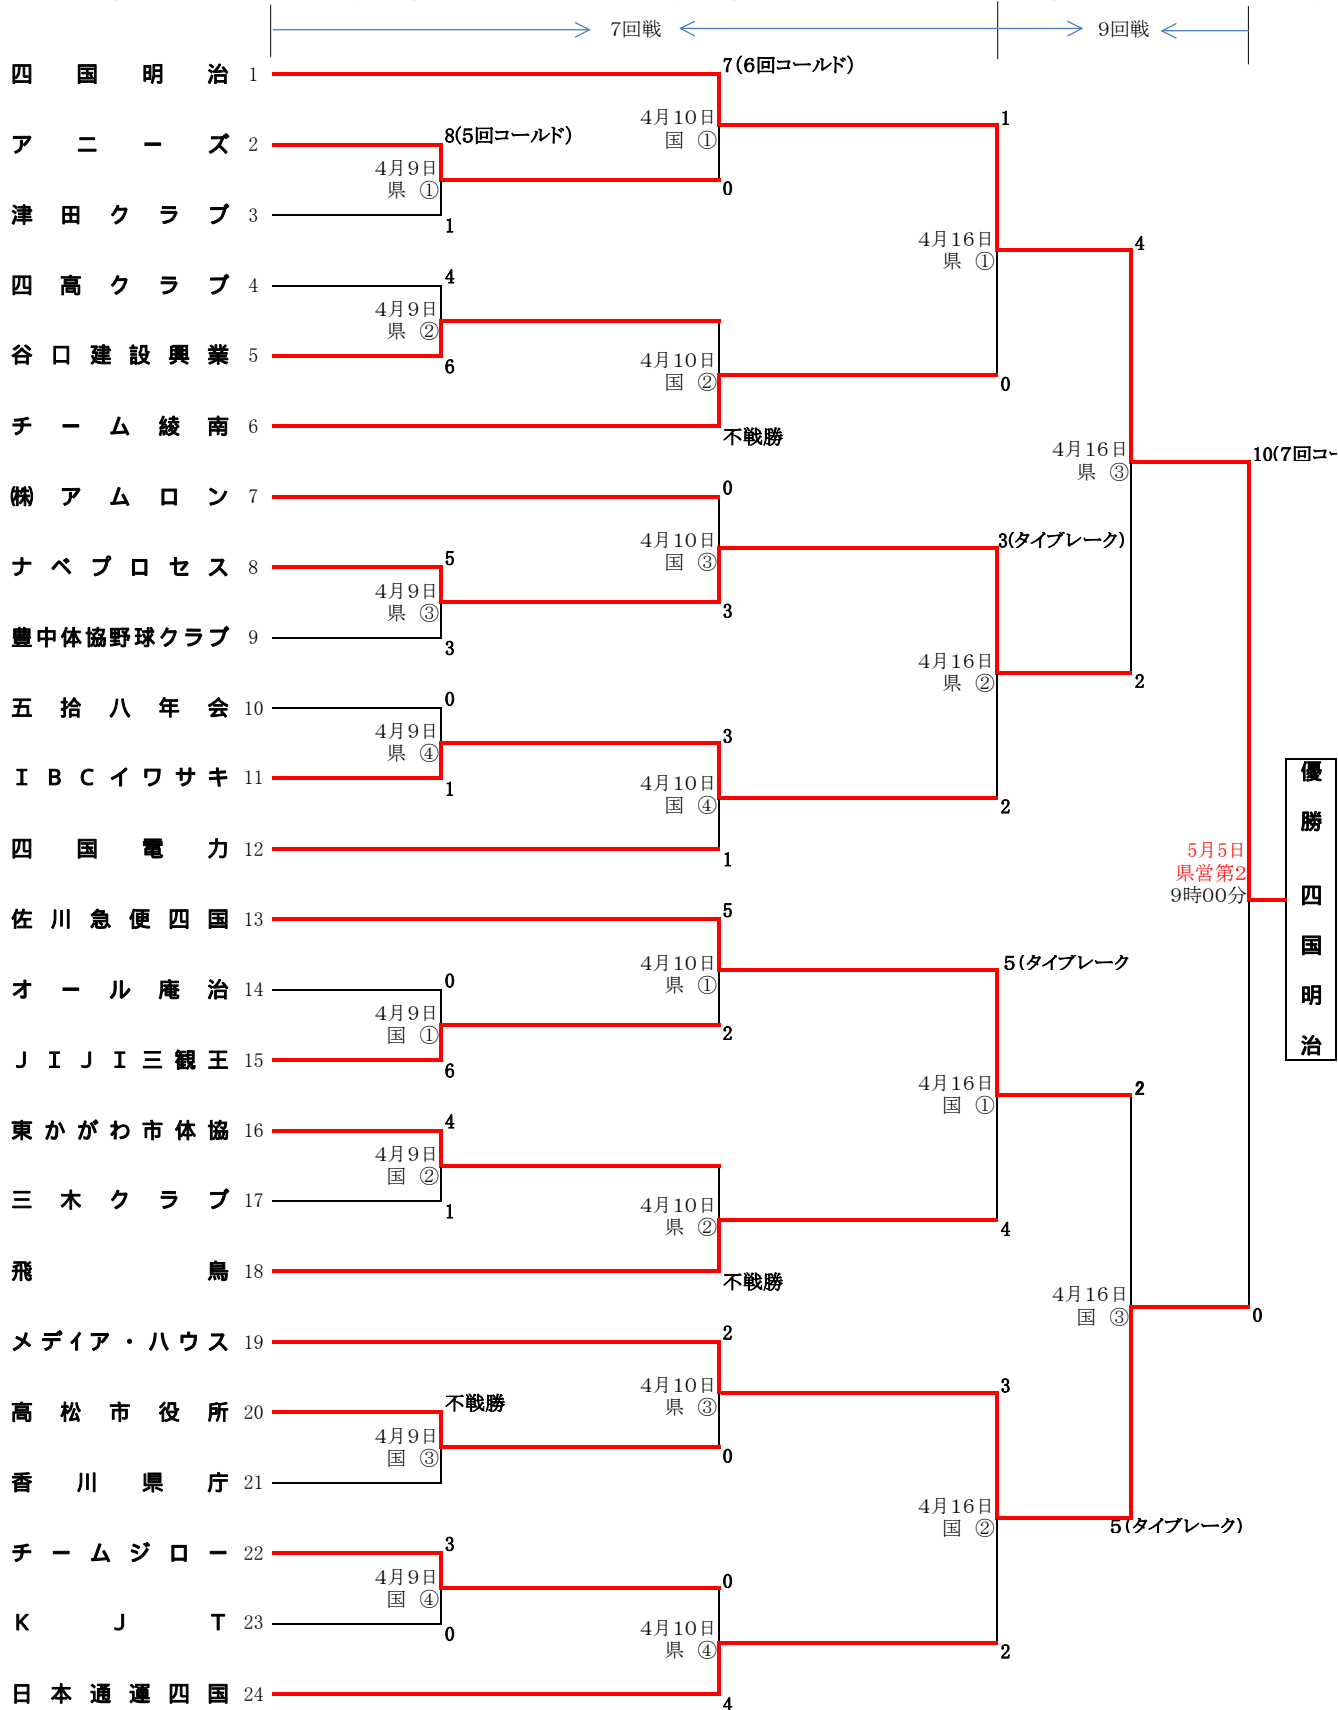 7回戦
9回戦
四国明治 1
7(6回コールド)
4月10日
国 ①
1
アニーズ 2
8(5回コールド)
4月9日
県 ①
0
津田クラブ 3
1
4月16日
県 ①
4
四高クラブ 4
4
4月9日
県 ②
谷口建設興業 5
6
4月10日
国 ②
0
チーム綾南 6
不戦勝
4月16日
県 ③
10(7回コー
㈱アムロン 7
0
4月10日
国 ③
3(タイブレーク)
ナベプロセス 8
5
4月9日
県 ③
3
豊中体協野球クラブ 9
3
4月16日
県 ②
2
五拾八年会 10
0
4月9日
県 ④
3
IBCイワサキ 11
1
4月10日
国 ④
2
四国電力 12
1
5月5日
県営第2
9時00分
優勝 四国明治
佐川急便四国 13
5
4月10日
県 ①
5(タイブレーク
オール庵治 14
0
4月9日
国 ①
2
JIJI三観王 15
6
4月16日
国 ①
2
東かがわ市体協 16
4
4月9日
国 ②
三木クラブ 17
1
4月10日
県 ②
4
飛鳥 18
不戦勝
4月16日
国 ③
0
メディア・ハウス 19
2
4月10日
県 ③
3
高松市役所 20
不戦勝
4月9日
国 ③
0
香川県庁 21
4月16日
国 ②
5(タイブレーク)
チームジロー 22
3
4月9日
国 ④
0
KJT 23
0
4月10日
県 ④
2
日本通運四国 24
4